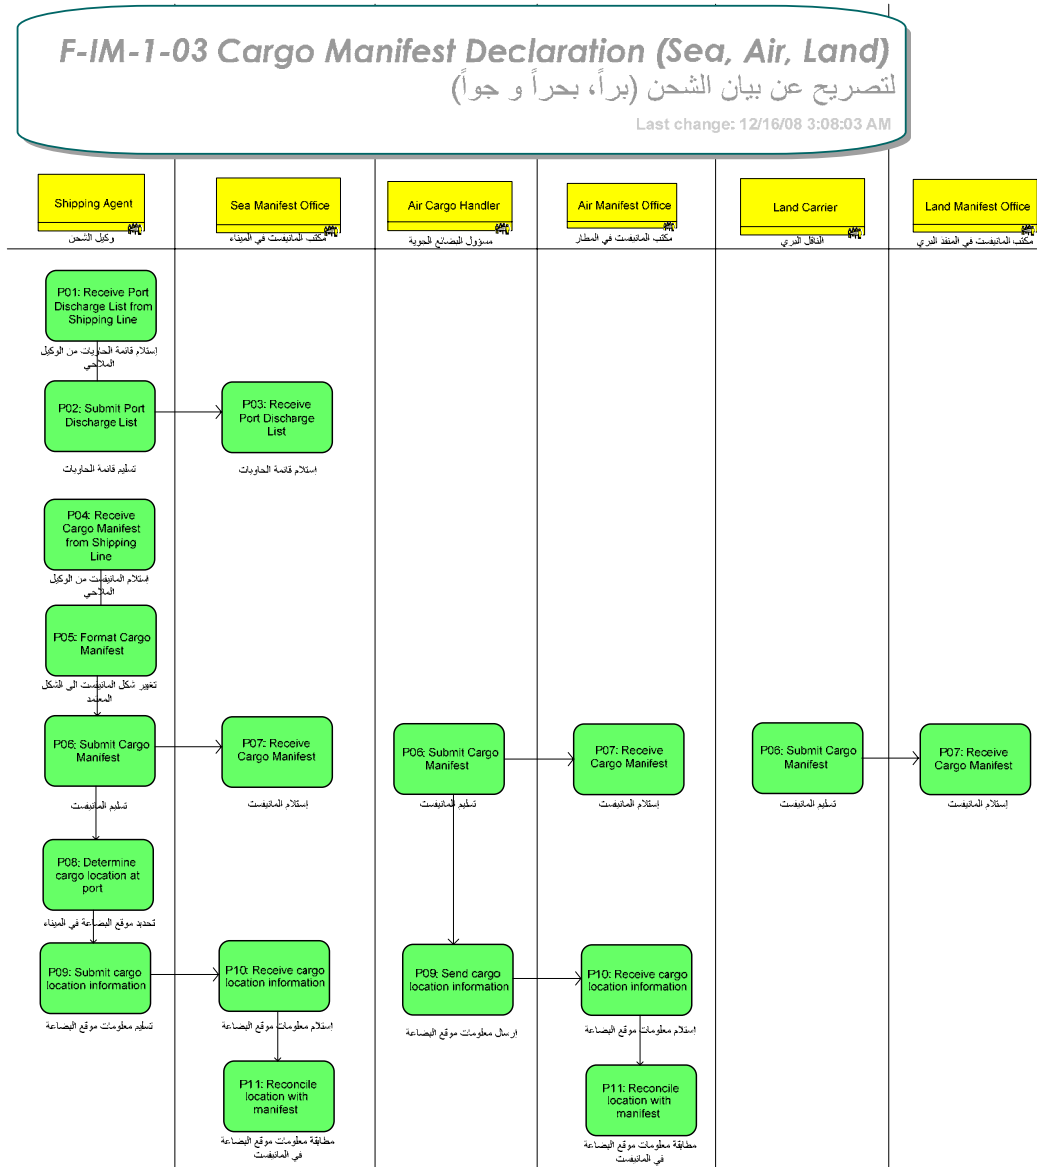 F-IM-1-03 Cargo Manifest Declaration (Sea, Air, Land)
لتصريح عن بيان الشحن (براً، بحراً و جواً)
Last change: 12/16/08 3:08:03 AM
Shipping Agent
وكيل الشحن
Sea Manifest Office
مكتب المانيفست في الميناء
Air Cargo Handler
مسؤول البضائع الجوية
Air Manifest Office
مكتب المانيفست في المطار
Land Carrier
الناقل البري
Land Manifest Office
مكتب المانيفست في المنفذ البري
P01: Receive Port
Discharge List from
Shipping Line
إستلام قائمة الحاويات من الوكيل
الملاحي
P02: Submit Port
Discharge List
تسليم قائمة الحاويات
P03: Receive
Port Discharge
List
إستلام قائمة الحاويات
P04: Receive
Cargo Manifest
from Shipping
Line
إستلام المانيفست من الوكيل
الملاحي
P05: Format Cargo
Manifest
تغيير شكل المانيفست الى الشكل
المعتمد
P06: Submit Cargo
Manifest
تسليم المانيفست
P07: Receive
Cargo Manifest
إستلام المانيفست
P06: Submit Cargo
Manifest
تسليم المانيفست
P07: Receive
Cargo Manifest
إستلام المانيفست
P06: Submit Cargo
Manifest
تسليم المانيفست
P07: Receive
Cargo Manifest
إستلام المانيفست
P08: Determine
cargo location at
port
تحديد موقع البضاعة في الميناء
P09: Submit cargo
location information
تسليم معلومات موقع البضاعة
P10: Receive cargo
location information
إستلام معلومات موقع البضاعة
P09: Send cargo
location information
إرسال معلومات موقع البضاعة
P10: Receive cargo
location information
إستلام معلومات موقع البضاعة
P11: Reconcile
location with
manifest
مطابقة معلومات موقع البضاعة
في المانيفست
P11: Reconcile
location with
manifest
مطابقة معلومات موقع البضاعة
في المانيفست